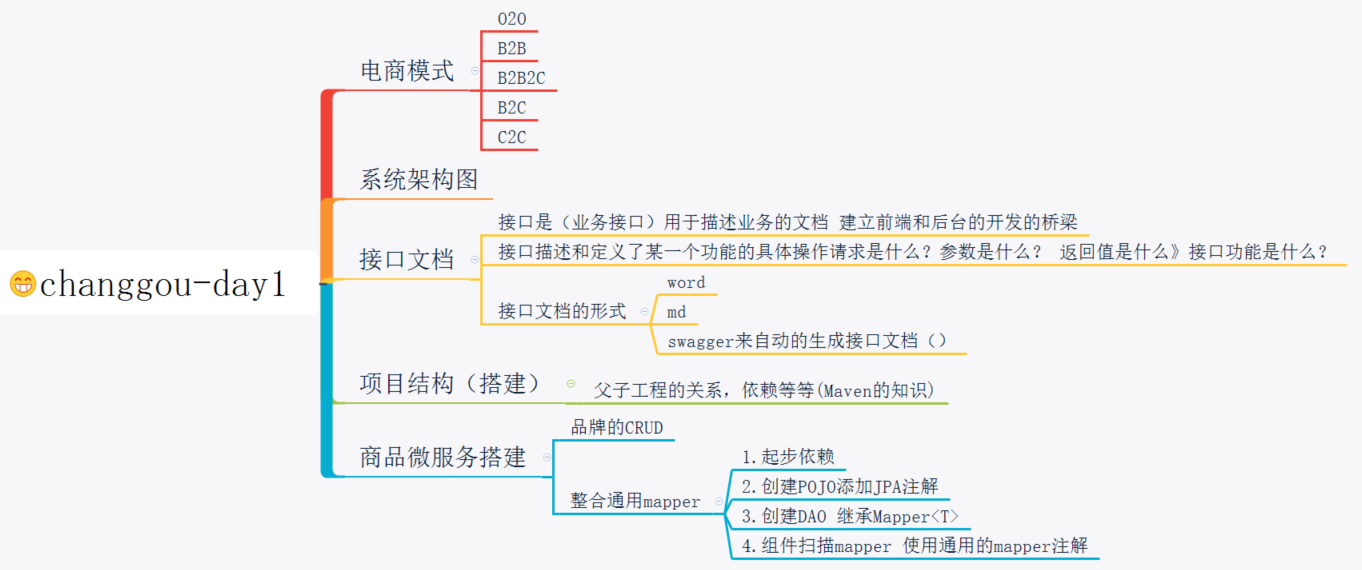 changgou-day1
电商模式
O2O
B2B
B2B2C
B2C
C2C
系统架构图
接口文档
接口是（业务接口）用于描述业务的文档 建立前端和后台的开发的桥梁
接口描述和定义了某一个功能的具体操作请求是什么？参数是什么？ 返回值是什么》接口功能是什么？
接口文档的形式
word
md
swagger来自动的生成接口文档（）
项目结构（搭建）
父子工程的关系，依赖等等(Maven的知识)
商品微服务搭建
品牌的CRUD
整合通用mapper
1.起步依赖
2.创建POJO添加JPA注解
3.创建DAO 继承Mapper<T>
4.组件扫描mapper 使用通用的mapper注解